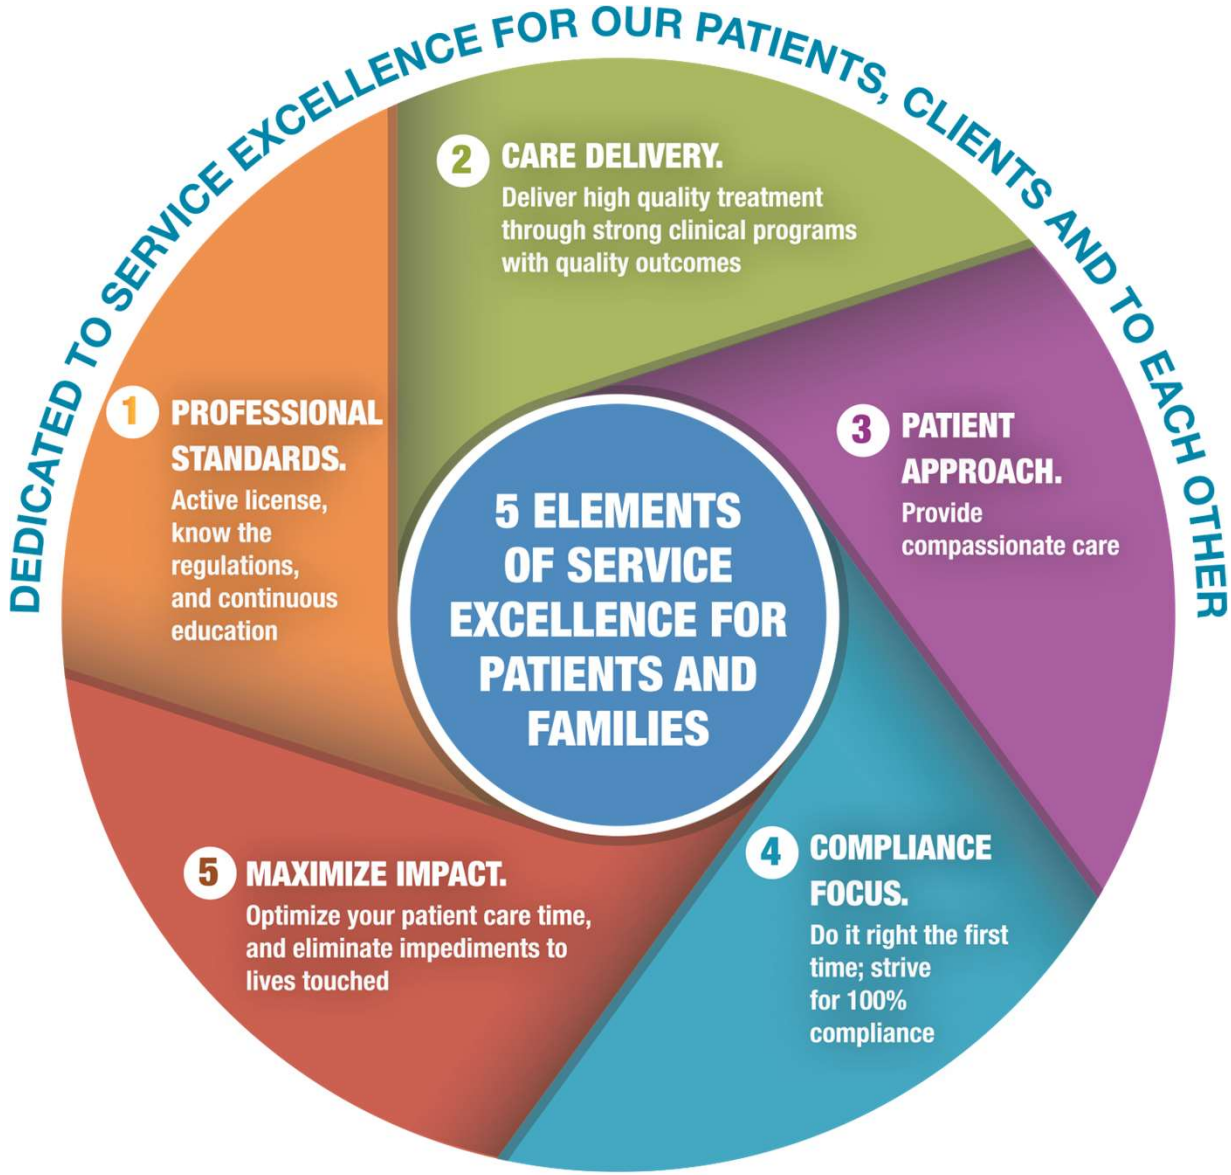 DEDICATED TO SERVICE EXCELLENCE FOR OUR PATIENTS, CLIENTS AND TO EACH OTHER
5 ELEMENTS
OF SERVICE
EXCELLENCE FOR
PATIENTS AND
FAMILIES
1 PROFESSIONAL
STANDARDS.
Active license,
know the
regulations,
and continuous
education
2 CARE DELIVERY.
Deliver high quality treatment
through strong clinical programs
with quality outcomes
3 PATIENT
APPROACH.
Provide
compassionate care
4 COMPLIANCE
FOCUS.
Do it right the first
time; strive
for 100%
compliance
5 MAXIMIZE IMPACT.
Optimize your patient care time,
and eliminate impediments to
lives touched